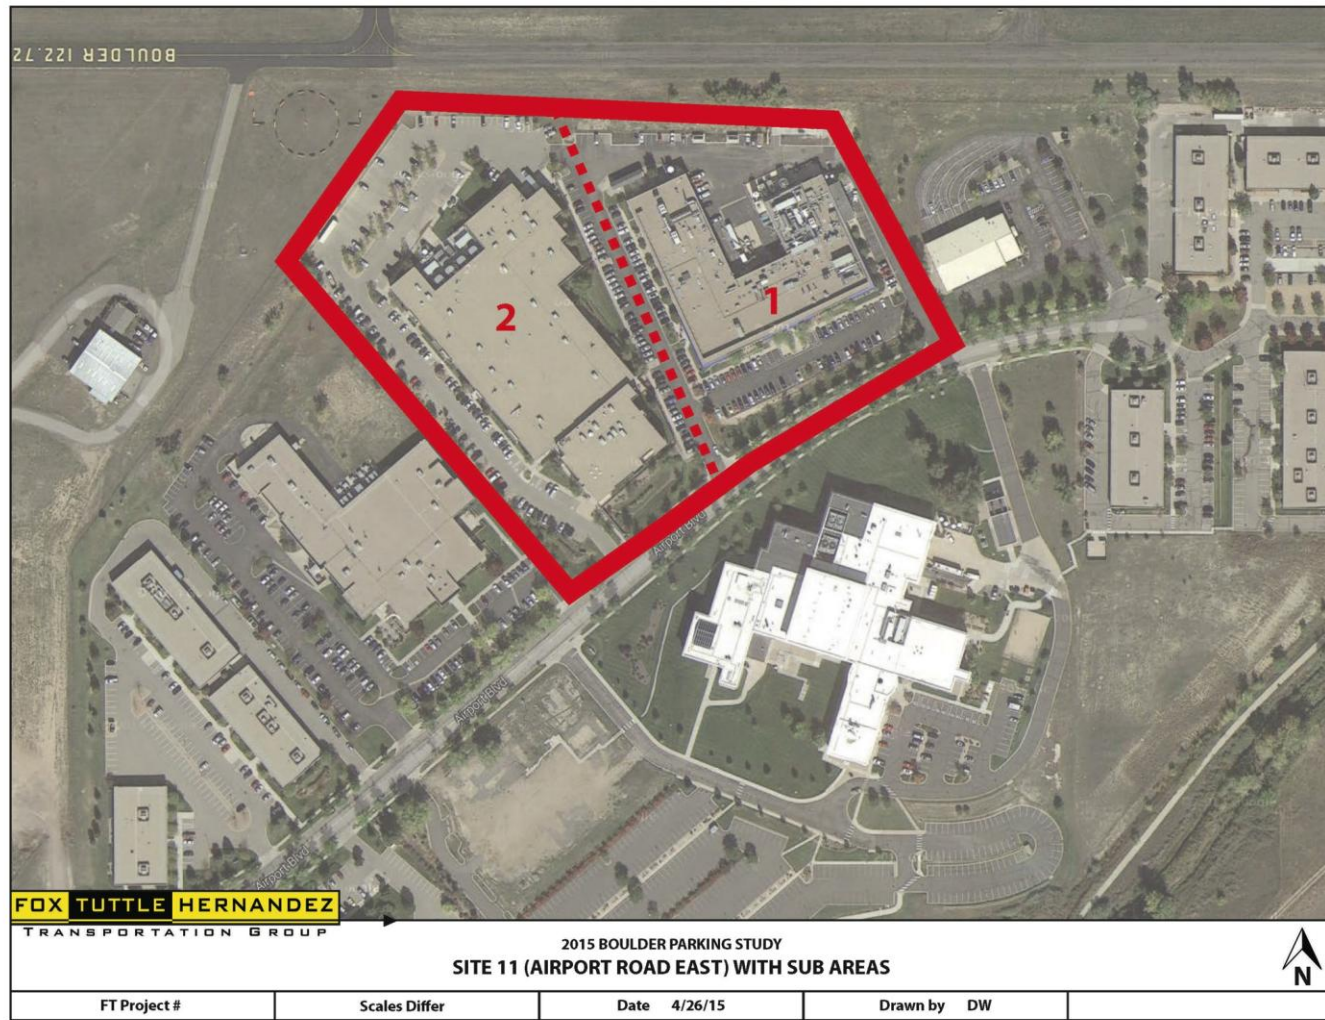 BOULDER 122.72
2
1
Airport Blvd
Airport Blvd
Airport Blvd
FOX TUTTLE HERNANDEZ
TRANSPORTATION GROUP
2015 BOULDER PARKING STUDY
SITE 11 (AIRPORT ROAD EAST) WITH SUB AREAS
N
FT Project #
Scales Differ
Date 4/26/15
Drawn by DW